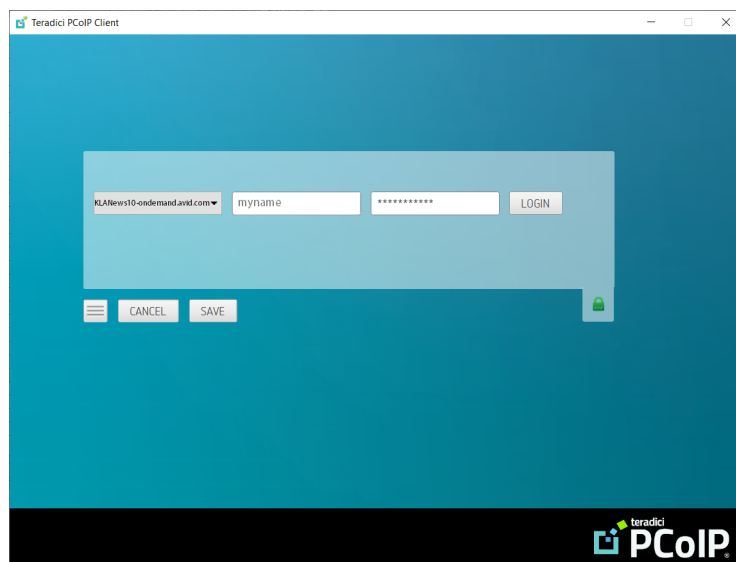 Teradici PCoIP Client
KLANews10-ondemand.avid.com
myname
***********
LOGIN
CANCEL
SAVE
teradici
PCoIP®